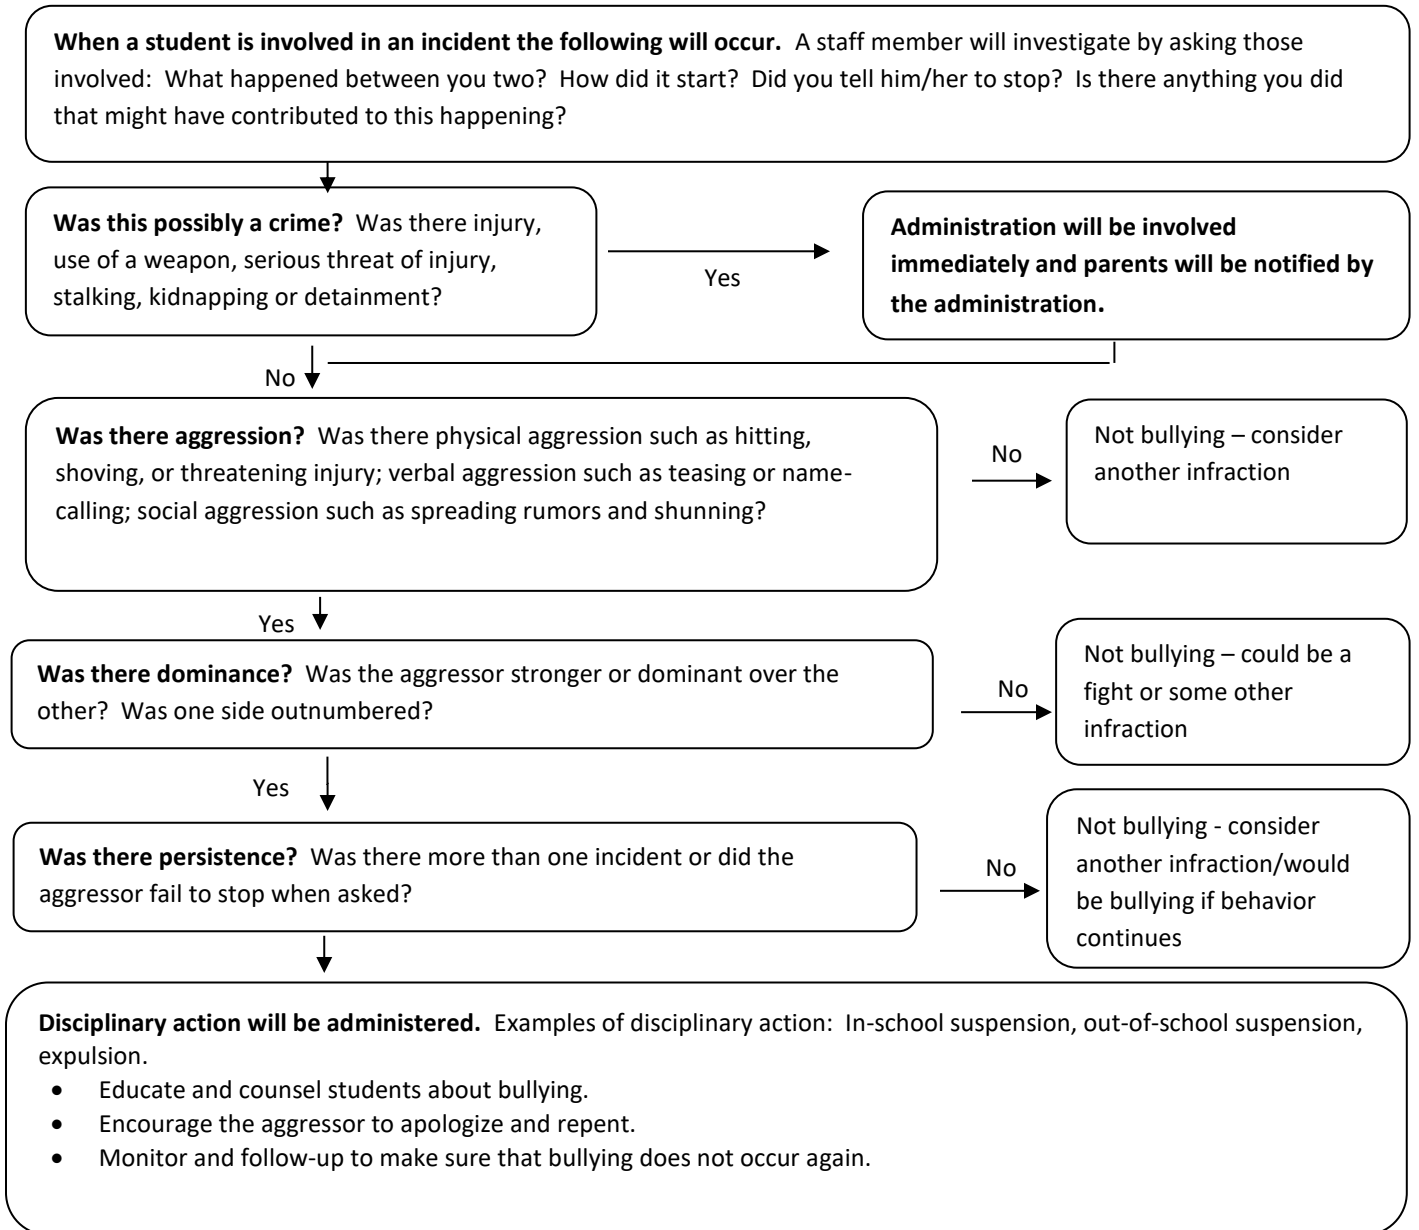 When a student is involved in an incident the following will occur. A staff member will investigate by asking those
involved: What happened between you two? How did it start? Did you tell him/her to stop? Is there anything you did
that might have contributed to this happening?
Was this possibly a crime? Was there injury,
use of a weapon, serious threat of injury,
stalking, kidnapping or detainment?
Yes
Administration will be involved
immediately and parents will be notified by
the administration.
No
Was there aggression? Was there physical aggression such as hitting,
shoving, or threatening injury; verbal aggression such as teasing or name-
calling; social aggression such as spreading rumors and shunning?
No
Not bullying – consider
another infraction
Yes
Was there dominance? Was the aggressor stronger or dominant over the
other? Was one side outnumbered?
No
Not bullying – could be a
fight or some other
infraction
Yes
Was there persistence? Was there more than one incident or did the
aggressor fail to stop when asked?
No
Not bullying - consider
another infraction/would
be bullying if behavior
continues
Disciplinary action will be administered. Examples of disciplinary action: In-school suspension, out-of-school suspension,
expulsion.
• Educate and counsel students about bullying.
• Encourage the aggressor to apologize and repent.
• Monitor and follow-up to make sure that bullying does not occur again.